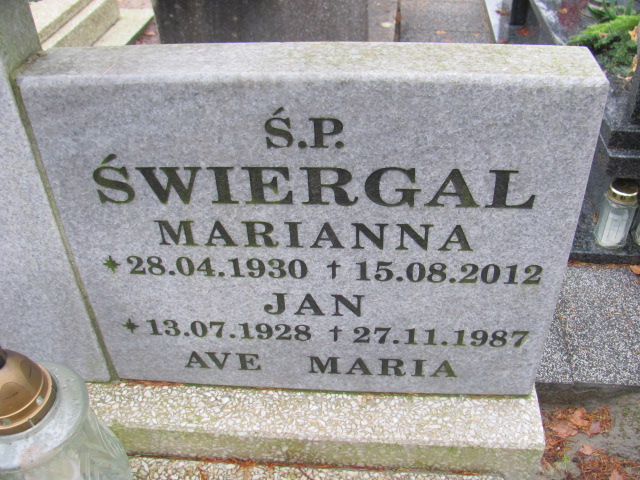 Ś.P.
ŚWIERGAL
MARIANNA
* 28.04.1930 † 15.08.2012
JAN
* 13.07.1928 † 27.11.1987
AVE MARIA